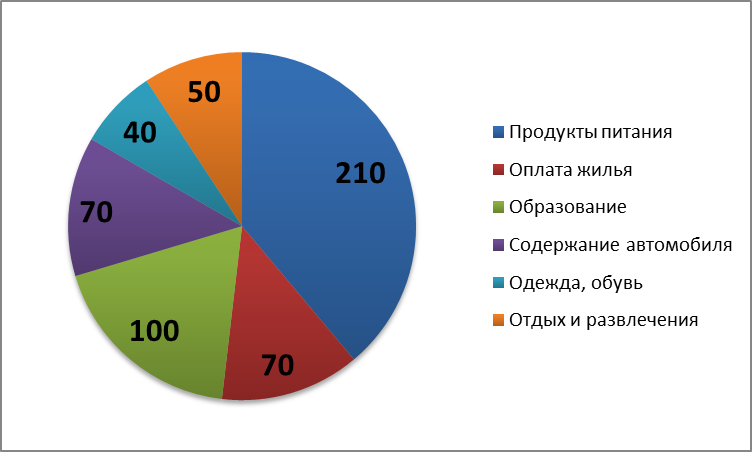 210
70
100
70
40
50
Продукты питания
Оплата жилья
Образование
Содержание автомобиля
Одежда, обувь
Отдых и развлечения